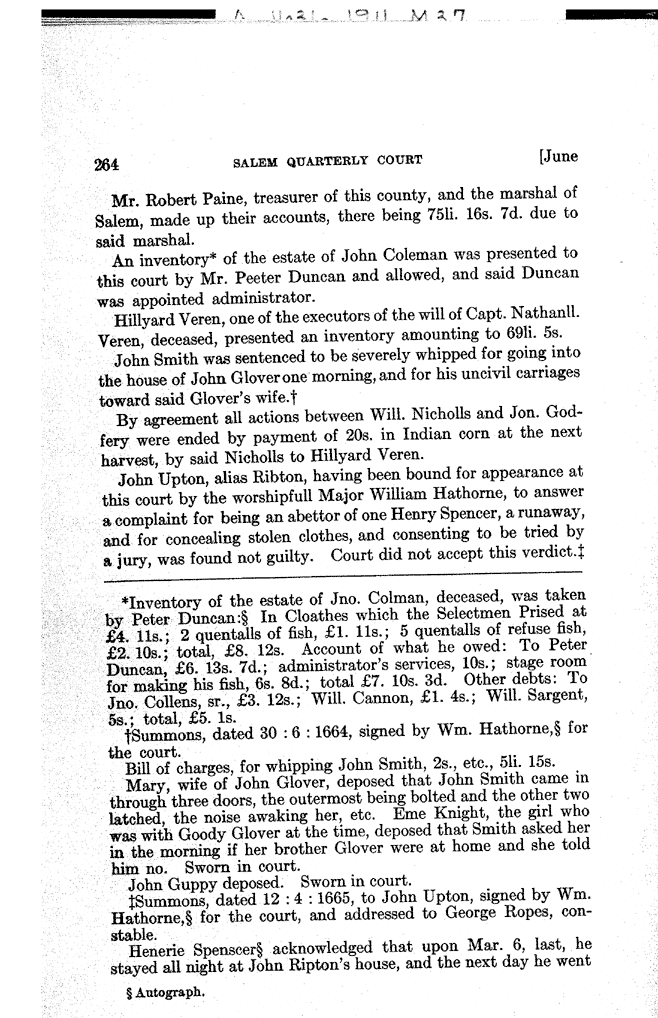 1911 M27
264 SALEM QUARTERLY COURT [June
Mr. Robert Paine, treasurer of this county, and the marshal of
Salem, made up their accounts, there being 75li. 16s. 7d. due to
said marshal.
An inventory* of the estate of John Coleman was presented to
this court by Mr. Peeter Duncan and allowed, and said Duncan
was appointed administrator.
Hillyard Veren, one of the executors of the will of Capt. Nathanll.
Veren, deceased, presented an inventory amounting to 69li. 5s.
John Smith was sentenced to be severely whipped for going into
the house of John Glover one morning, and for his uncivil carriages
toward said Glover's wife.†
By agreement all actions between Will. Nicholls and Jon. God-
fery were ended by payment of 20s. in Indian corn at the next
harvest, by said Nicholls to Hillyard Veren.
John Upton, alias Ribton, having been bound for appearance at
this court by the worshipfull Major William Hathorne, to answer
a complaint for being an abettor of one Henry Spencer, a runaway,
and for concealing stolen clothes, and consenting to be tried by
a jury, was found not guilty. Court did not accept this verdict.‡
*Inventory of the estate of Jno. Colman, deceased, was taken
by Peter Duncan:§ In Cloathes which the Selectmen Prised at
£4. 11s.; 2 quentalls of fish, £1. 11s.; 5 quentalls of refuse fish,
£2. 10s.; total, £8. 12s. Account of what he owed: To Peter
Duncan, £6. 13s. 7d.; administrator's services, 10s.; stage room
for making his fish, 6s. 8d.; total £7. 10s. 3d. Other debts: To
Jno. Collens, sr., £3. 12s.; Will. Cannon, £1. 4s.; Will. Sargent,
5s.; total, £5. 1s.
†Summons, dated 30 : 6 : 1664, signed by Wm. Hathorne,§ for
the court.
Bill of charges, for whipping John Smith, 2s., etc., 5li. 15s.
Mary, wife of John Glover, deposed that John Smith came in
through three doors, the outermost being bolted and the other two
latched, the noise awaking her, etc. Eme Knight, the girl who
was with Goody Glover at the time, deposed that Smith asked her
in the morning if her brother Glover were at home and she told
him no. Sworn in court.
John Guppy deposed. Sworn in court.
‡Summons, dated 12 : 4 : 1665, to John Upton, signed by Wm.
Hathorne,§ for the court, and addressed to George Ropes, con-
stable.
Henerie Spenscer§ acknowledged that upon Mar. 6, last, he
stayed all night at John Ripton's house, and the next day he went
§ Autograph.